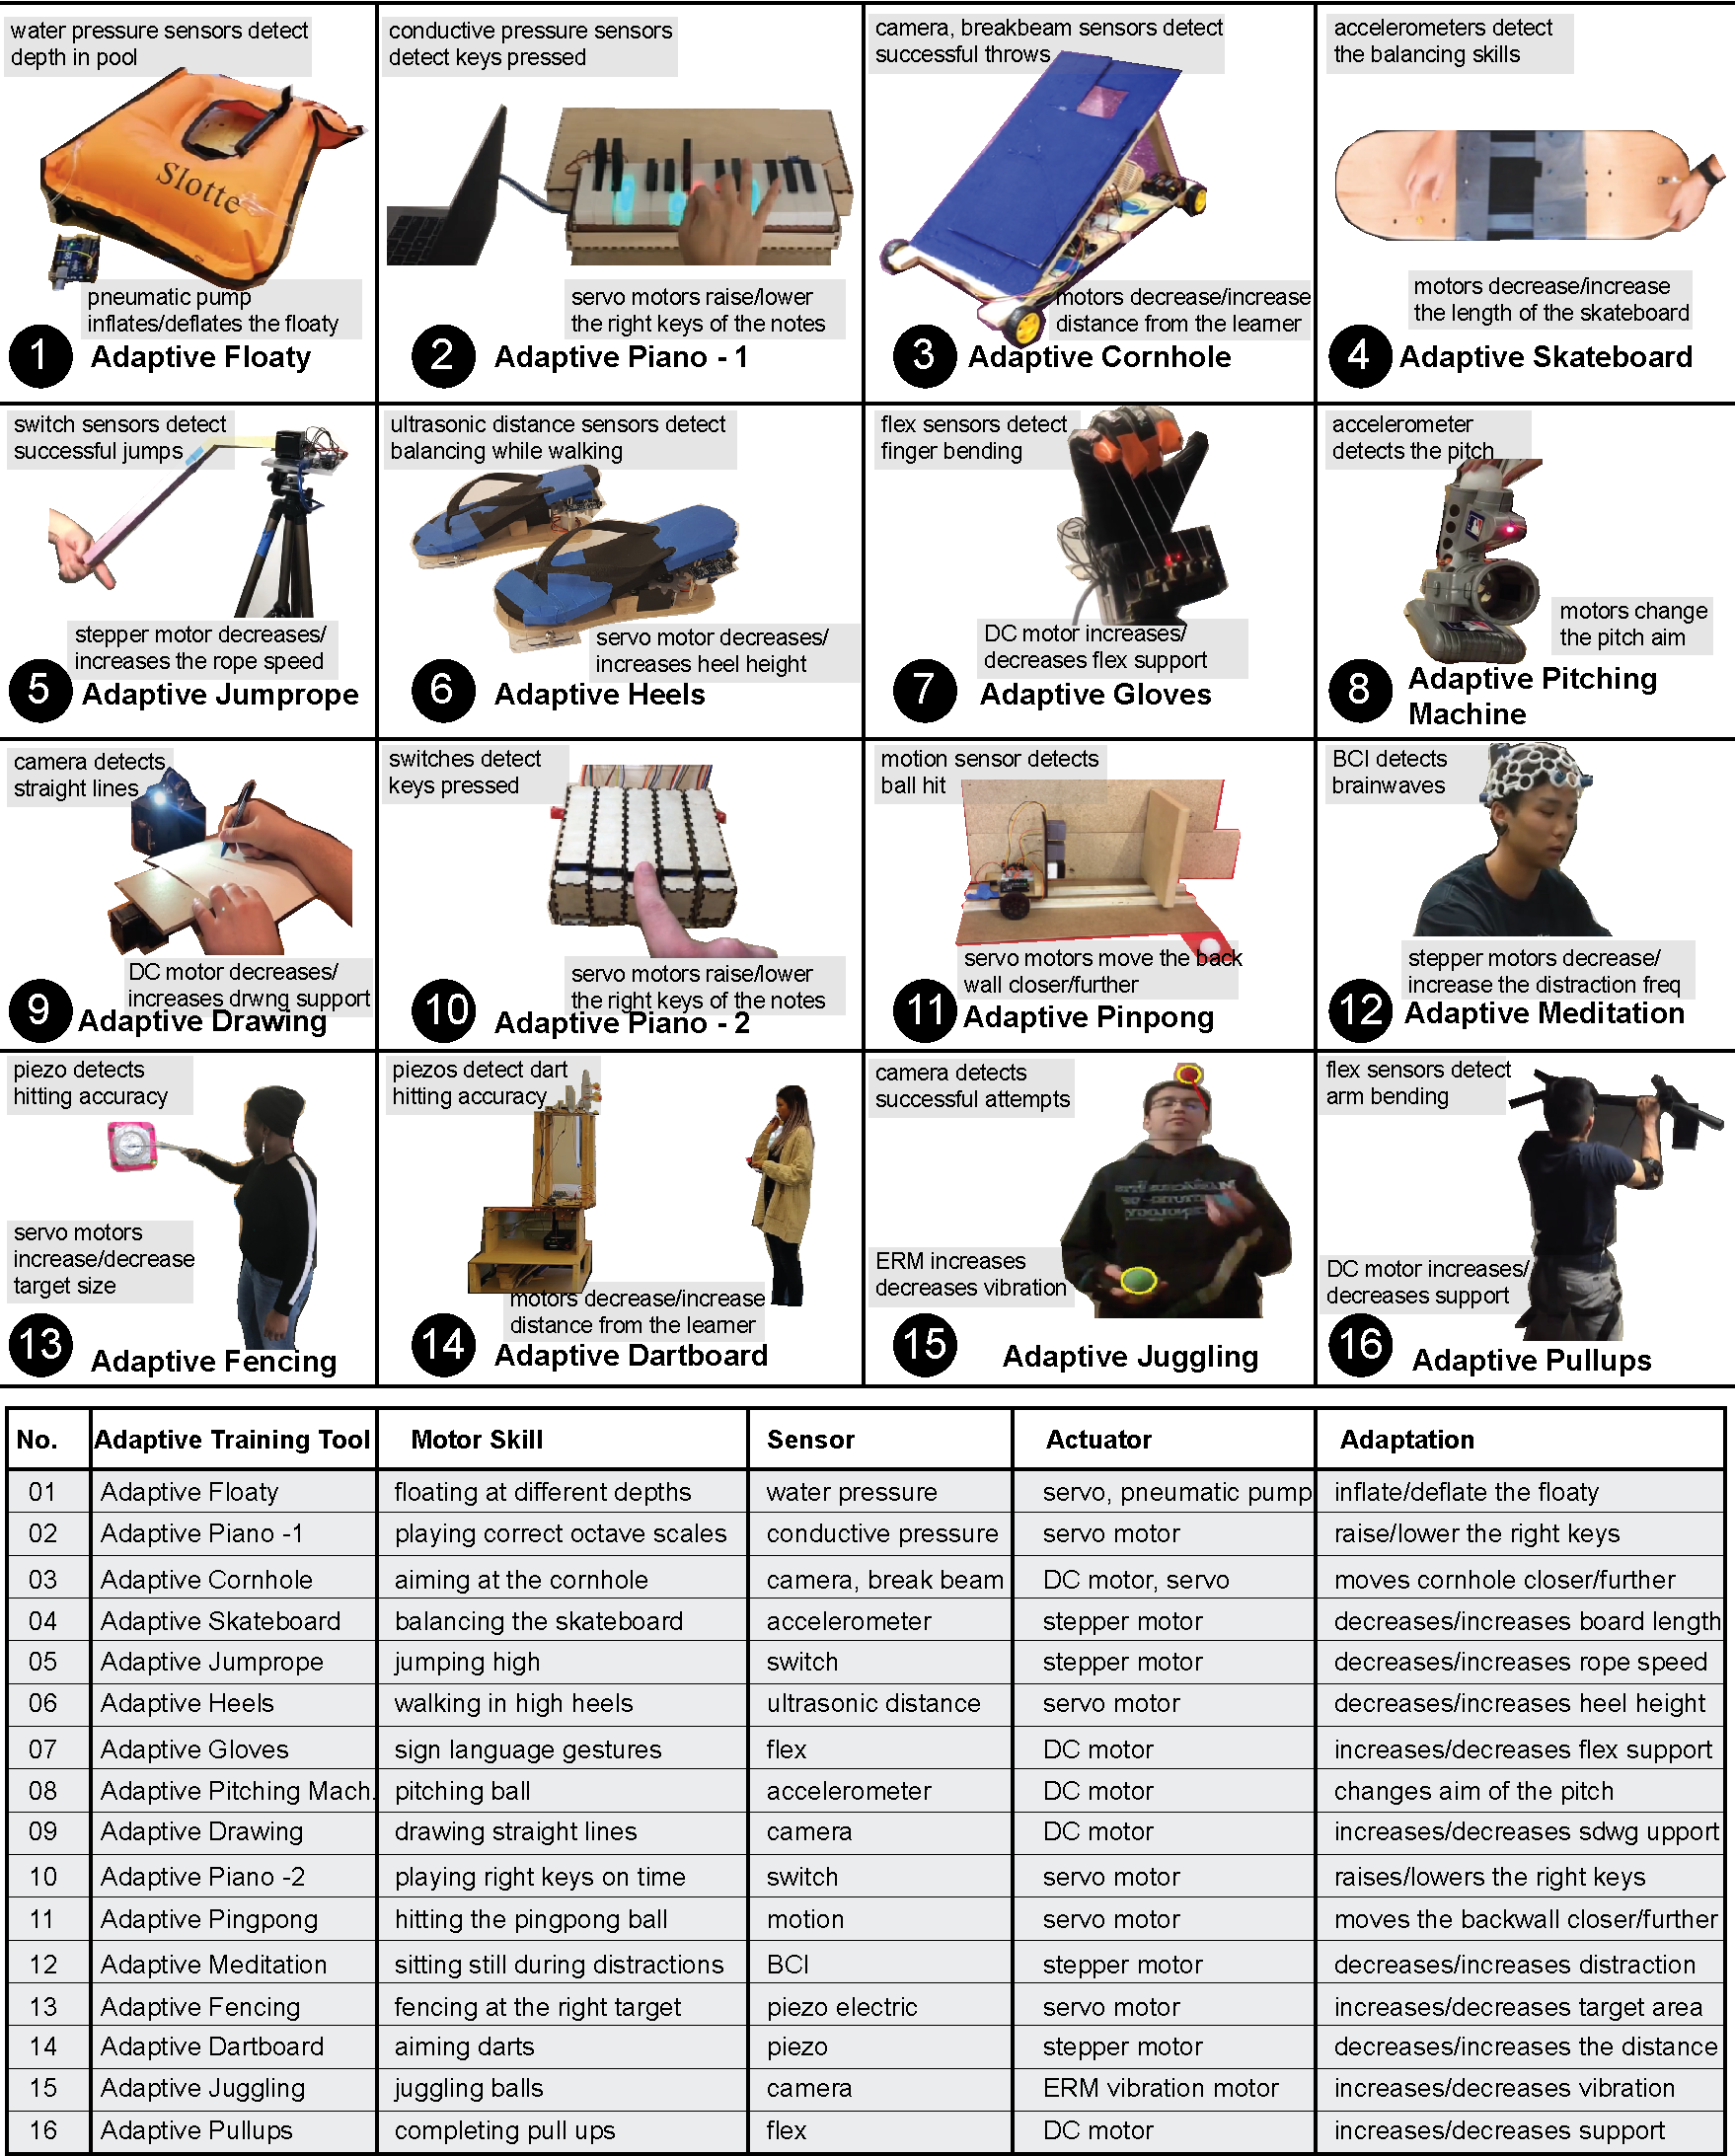 water pressure sensors detect
depth in pool
Slotte
pneumatic pump
inflates/deflates the floaty
1 Adaptive Floaty
conductive pressure sensors
detect keys pressed
servo motors raise/lower
the right keys of the notes
2 Adaptive Piano - 1
camera, breakbeam sensors detect
successful throws
motors decrease/increase
distance from the learner
3 Adaptive Cornhole
accelerometers detect
the balancing skills
motors decrease/increase
the length of the skateboard
4 Adaptive Skateboard
switch sensors detect
successful jumps
stepper motor decreases/
increases the rope speed
5 Adaptive Jumprope
ultrasonic distance sensors detect
balancing while walking
servo motor decreases/
increases heel height
6 Adaptive Heels
flex sensors detect
finger bending
DC motor increases/
decreases flex support
7 Adaptive Gloves
accelerometer
detects the pitch
motors change
the pitch aim
8 Adaptive Pitching
Machine
camera detects
straight lines
DC motor decreases/
increases drwng support
9 Adaptive Drawing
switches detect
keys pressed
servo motors raise/lower
the right keys of the notes
10 Adaptive Piano - 2
motion sensor detects
ball hit
servo motors move the back
wall closer/further
11 Adaptive Pinpong
BCI detects
brainwaves
stepper motors decrease/
increase the distraction freq
12 Adaptive Meditation
piezo detects
hitting accuracy
servo motors
increase/decrease
target size
13 Adaptive Fencing
piezos detect dart
hitting accuracy
motors decrease/increase
distance from the learner
14 Adaptive Dartboard
camera detects
successful attempts
ERM increases
decreases vibration
15 Adaptive Juggling
flex sensors detect
arm bending
DC motor increases/
decreases support
16 Adaptive Pullups
No. Adaptive Training Tool Motor Skill Sensor Actuator Adaptation
01 Adaptive Floaty floating at different depths water pressure servo, pneumatic pump inflate/deflate the floaty
02 Adaptive Piano -1 playing correct octave scales conductive pressure servo motor raise/lower the right keys
03 Adaptive Cornhole aiming at the cornhole camera, break beam DC motor, servo moves cornhole closer/further
04 Adaptive Skateboard balancing the skateboard accelerometer stepper motor decreases/increases board length
05 Adaptive Jumprope jumping high switch stepper motor decreases/increases rope speed
06 Adaptive Heels walking in high heels ultrasonic distance servo motor decreases/increases heel height
07 Adaptive Gloves sign language gestures flex DC motor increases/decreases flex support
08 Adaptive Pitching Mach. pitching ball accelerometer DC motor changes aim of the pitch
09 Adaptive Drawing drawing straight lines camera DC motor increases/decreases sdwg upport
10 Adaptive Piano -2 playing right keys on time switch servo motor raises/lowers the right keys
11 Adaptive Pingpong hitting the pingpong ball motion servo motor moves the backwall closer/further
12 Adaptive Meditation sitting still during distractions BCI stepper motor decreases/increases distraction
13 Adaptive Fencing fencing at the right target piezo electric servo motor increases/decreases target area
14 Adaptive Dartboard aiming darts piezo stepper motor decreases/increases the distance
15 Adaptive Juggling juggling balls camera ERM vibration motor increases/decreases vibration
16 Adaptive Pullups completing pull ups flex DC motor increases/decreases support